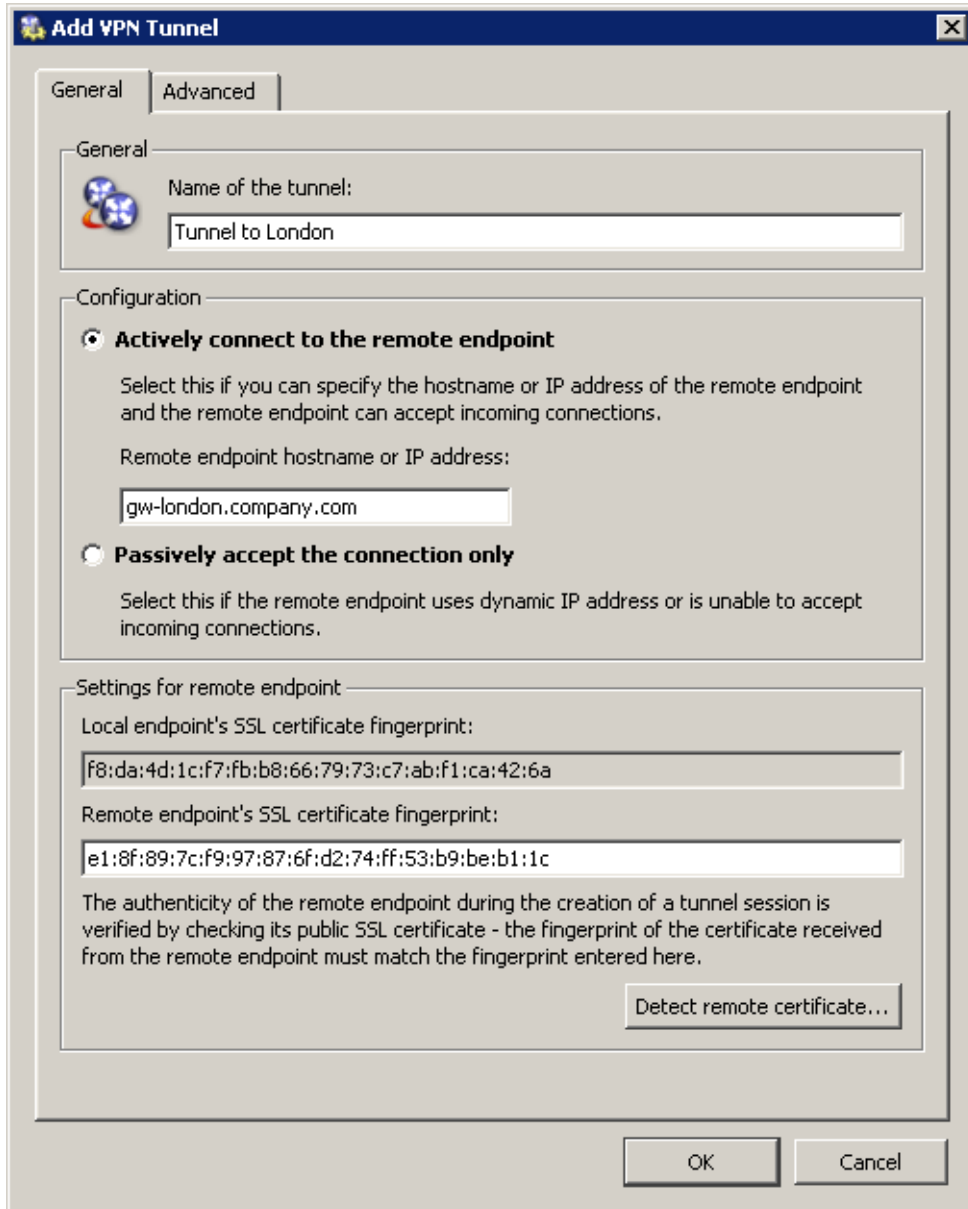 Add VPN Tunnel
General
Advanced
General
Name of the tunnel:
Tunnel to London
Configuration
Actively connect to the remote endpoint
Select this if you can specify the hostname or IP address of the remote endpoint
and the remote endpoint can accept incoming connections.
Remote endpoint hostname or IP address:
gw-london.company.com
Passively accept the connection only
Select this if the remote endpoint uses dynamic IP address or is unable to accept
incoming connections.
Settings for remote endpoint
Local endpoint's SSL certificate fingerprint:
f8:da:4d:1c:f7:fb:b8:66:79:73:c7:ab:f1:ca:42:6a
Remote endpoint's SSL certificate fingerprint:
e1:8f:89:7c:f9:97:87:6f:d2:74:ff:53:b9:be:b1:1c
The authenticity of the remote endpoint during the creation of a tunnel session is
verified by checking its public SSL certificate - the fingerprint of the certificate received
from the remote endpoint must match the fingerprint entered here.
Detect remote certificate...
OK
Cancel